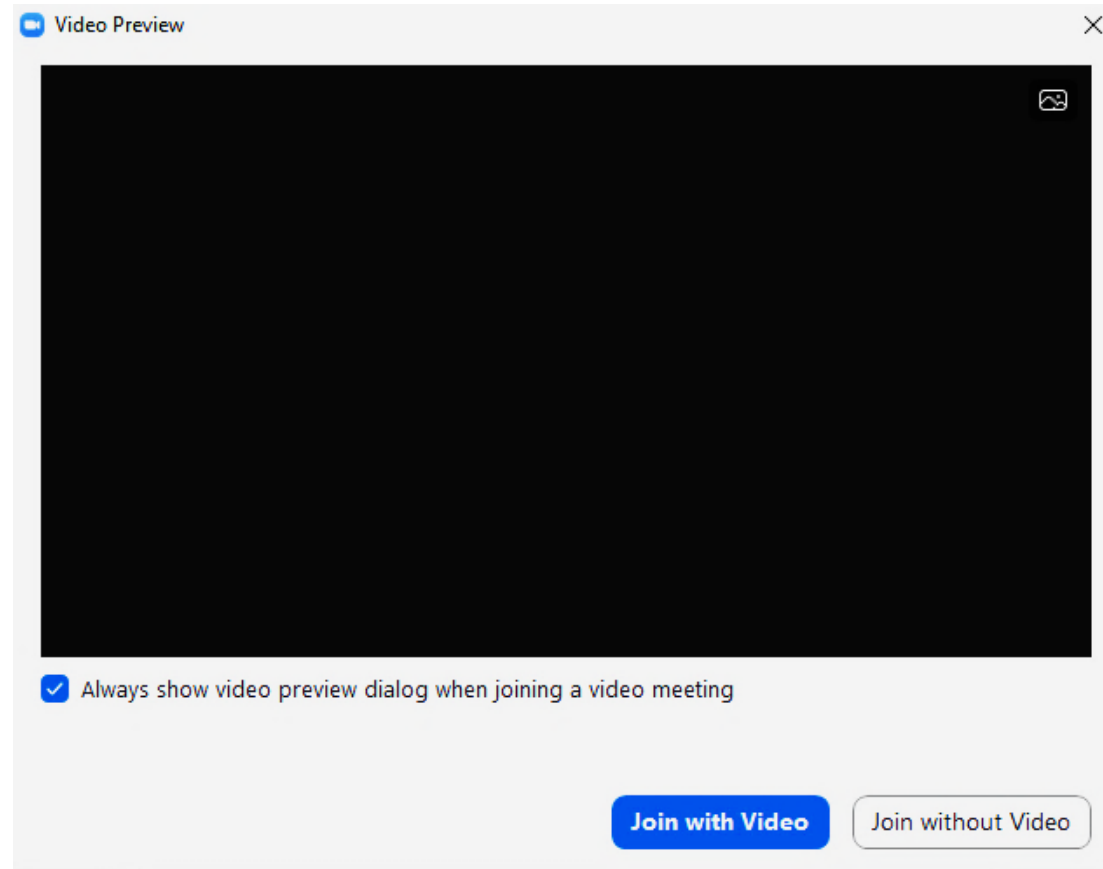 Video Preview
Always show video preview dialog when joining a video meeting
Join with Video
Join without Video